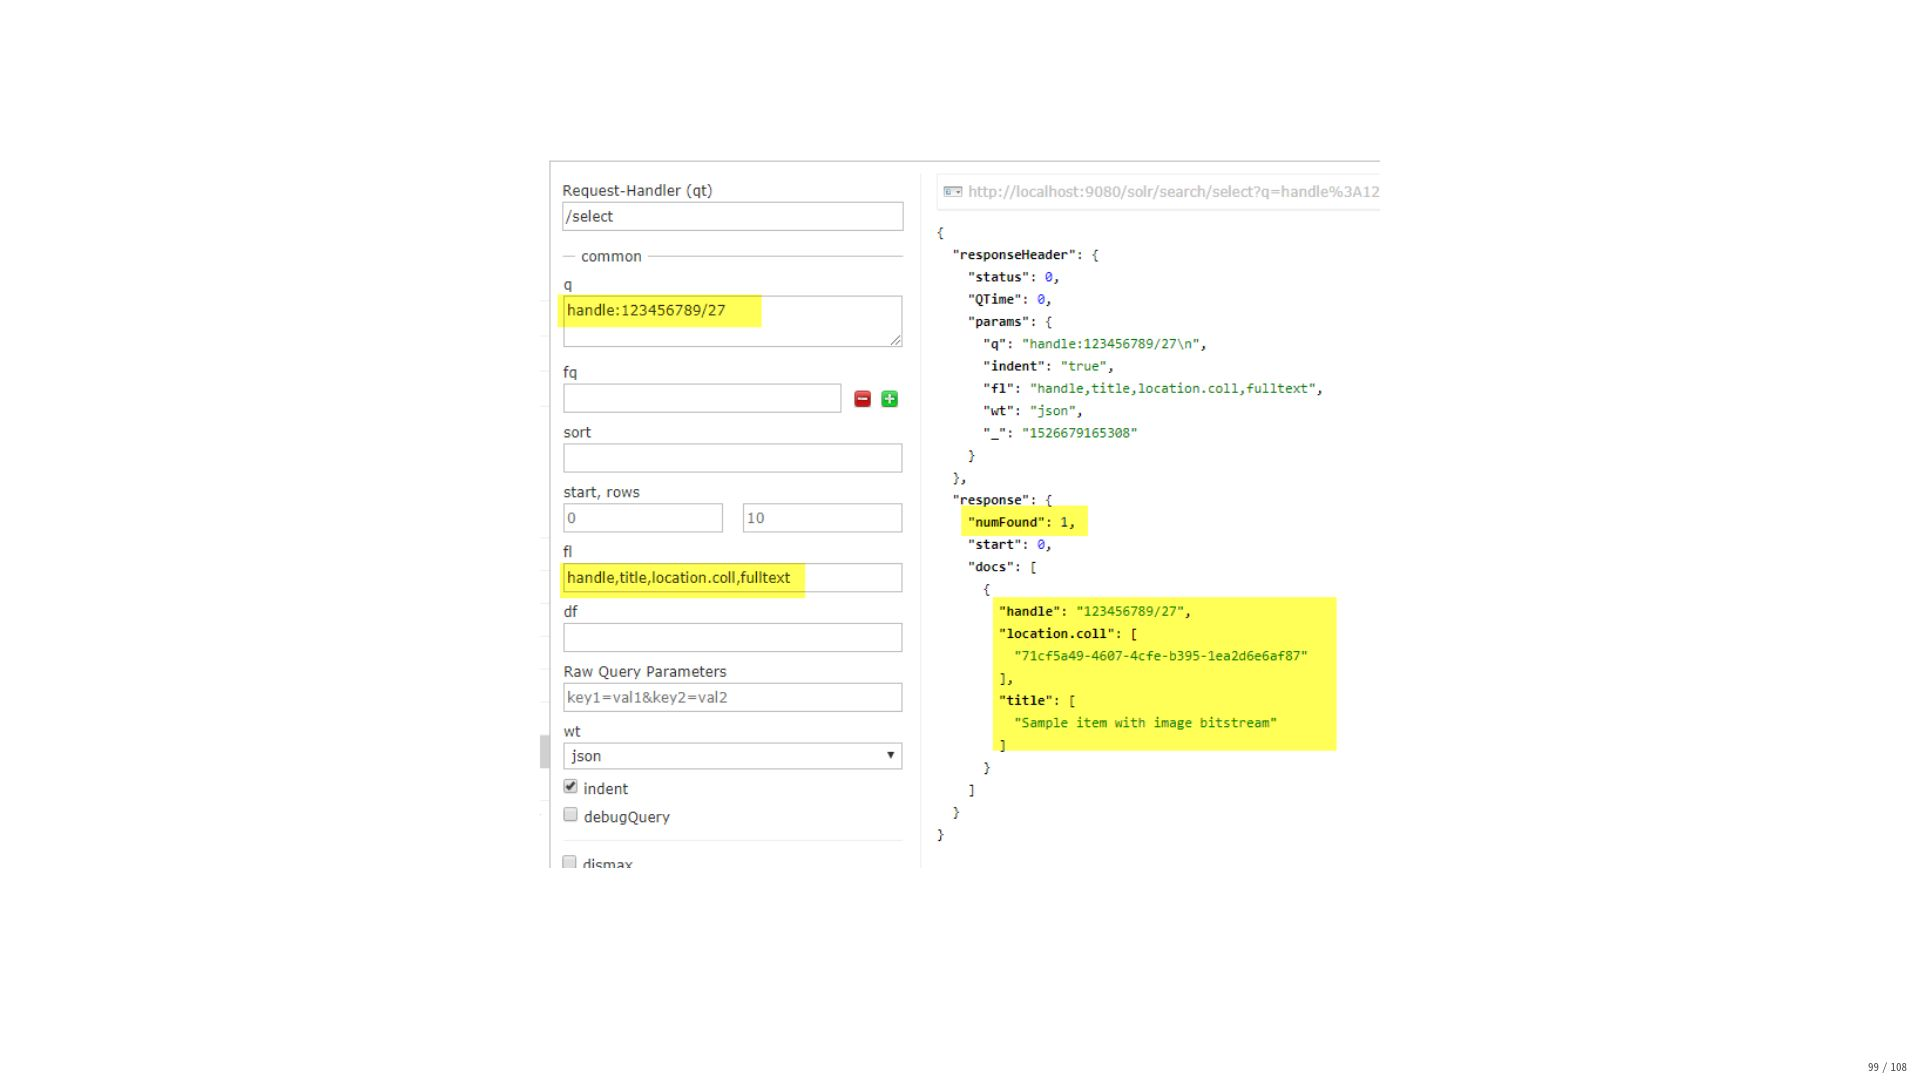 Request-Handler (qt)
/select
common
q
handle:123456789/27
fq
sort
start, rows
0 10
fl
handle,title,location.coll,fulltext
df
Raw Query Parameters
key1=val1&key2=val2
wt
json
indent
debugQuery
dismax
http://localhost:9080/solr/search/select?q=handle%3A12
{
"responseHeader": {
"status": 0,
"QTime": 0,
"params": {
"q": "handle:123456789/27\n",
"indent": "true",
"fl": "handle,title,location.coll,fulltext",
"wt": "json",
"_": "1526679165308"
}
},
"response": {
"numFound": 1,
"start": 0,
"docs": [
{
"handle": "123456789/27",
"location.coll": [
"71cf5a49-4607-4cfe-b395-1ea2d6e6af87"
],
"title": [
"Sample item with image bitstream"
]
}
]
}
}
99 / 108